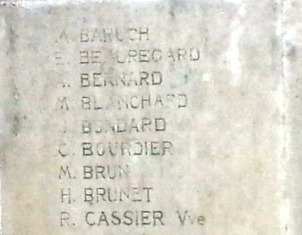 A. BARUCH
E. BEAUREGARD
A. BERNARD
M. BLANCHARD
J. BONDARD
C. BOURDIER
M. BRUN
H. BRUNET
R. CASSIER Vve